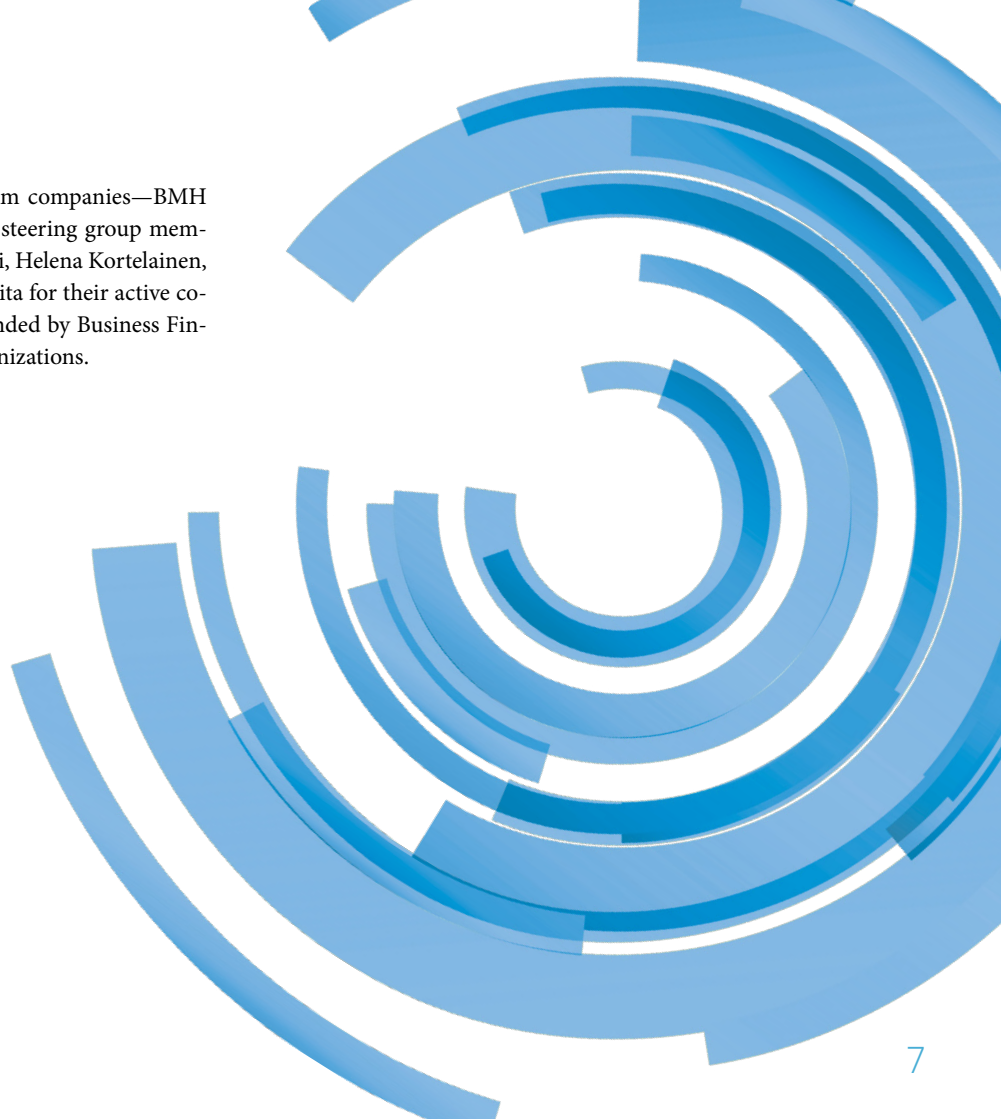 m companies—BMH
steering group mem-
i, Helena Kortelainen,
ita for their active co-
nded by Business Fin-
nizations.
7